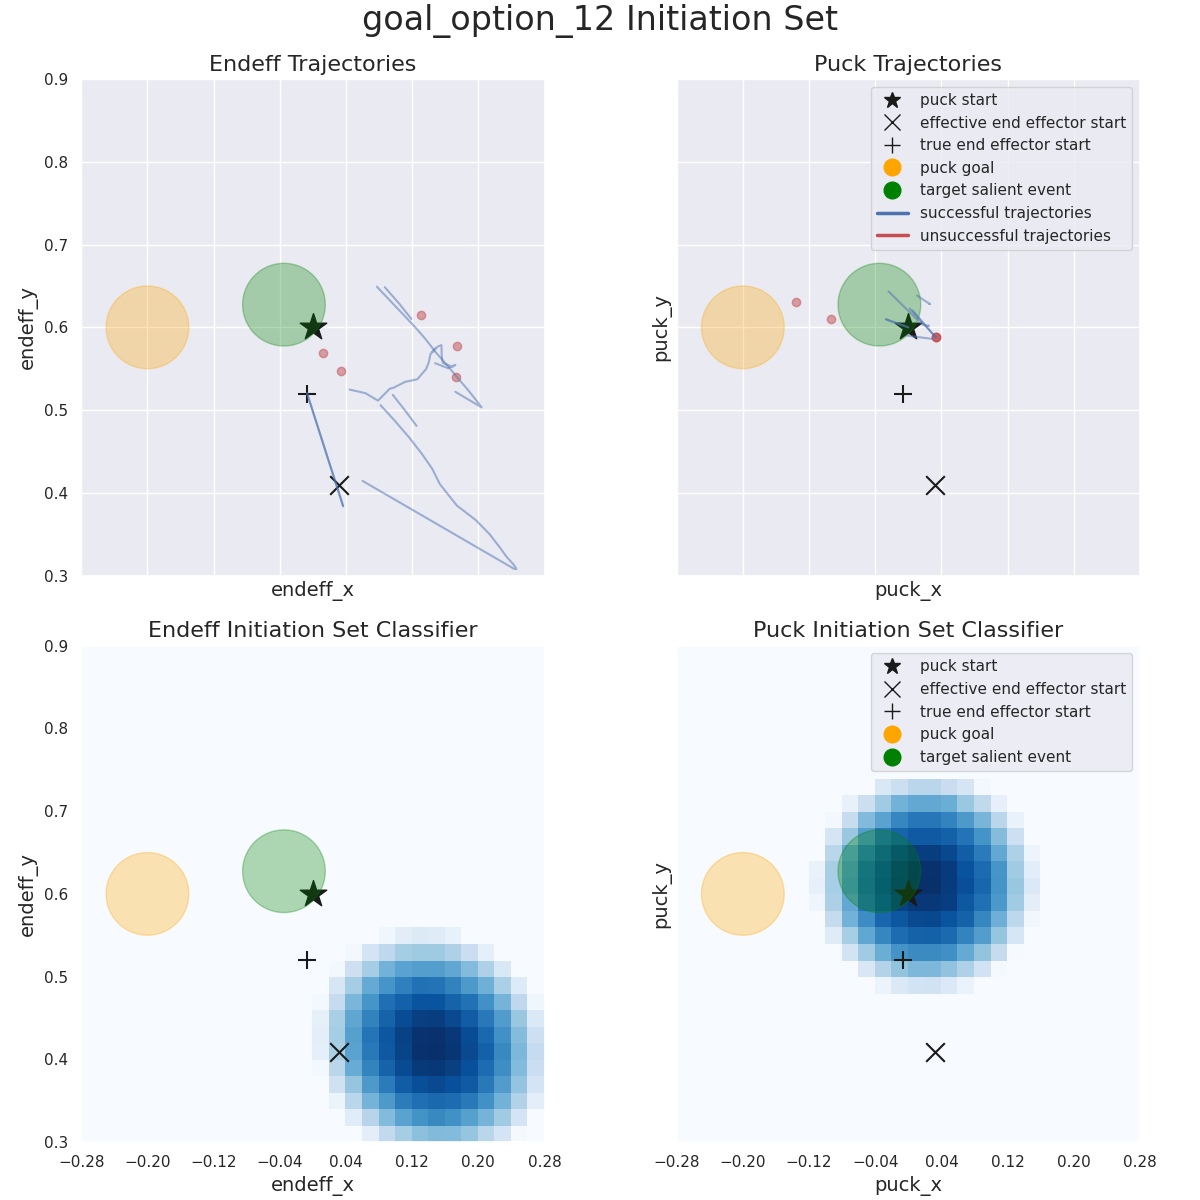 goal_option_12 Initiation Set
Endeff Trajectories
0.9
0.8
0.7
0.6
0.5
0.4
0.3
endeff_y
endeff_x
Puck Trajectories
puck start
effective end effector start
true end effector start
puck goal
target salient event
successful trajectories
unsuccessful trajectories
puck_y
puck_x
Endeff Initiation Set Classifier
0.9
0.8
0.7
0.6
0.5
0.4
0.3
endeff_y
−0.28 −0.20 −0.12 −0.04 0.04 0.12 0.20 0.28
endeff_x
Puck Initiation Set Classifier
puck start
effective end effector start
true end effector start
puck goal
target salient event
puck_y
−0.28 −0.20 −0.12 −0.04 0.04 0.12 0.20 0.28
puck_x